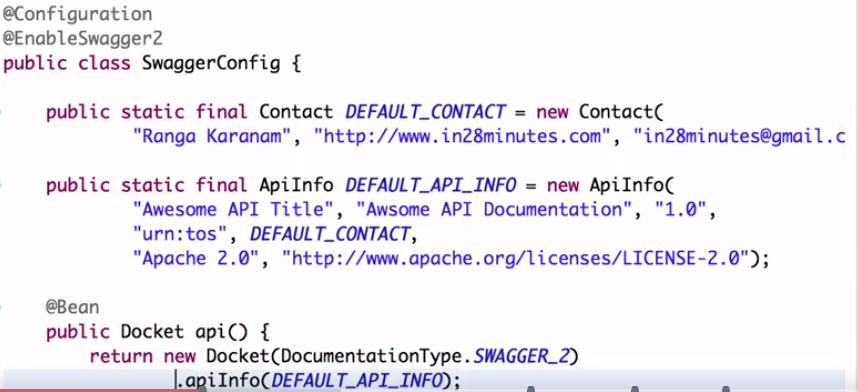 @Configuration
@EnableSwagger2
public class SwaggerConfig {
public static final Contact DEFAULT_CONTACT = new Contact(
"Ranga Karanam", "http://www.in28minutes.com", "in28minutes@gmail.c
public static final ApiInfo DEFAULT_API_INFO = new ApiInfo(
"Awesome API Title", "Awsome API Documentation", "1.0",
"urn:tos", DEFAULT_CONTACT,
"Apache 2.0", "http://www.apache.org/licenses/LICENSE-2.0");
@Bean
public Docket api() {
return new Docket(DocumentationType.SWAGGER_2)
.apiInfo(DEFAULT_API_INFO);